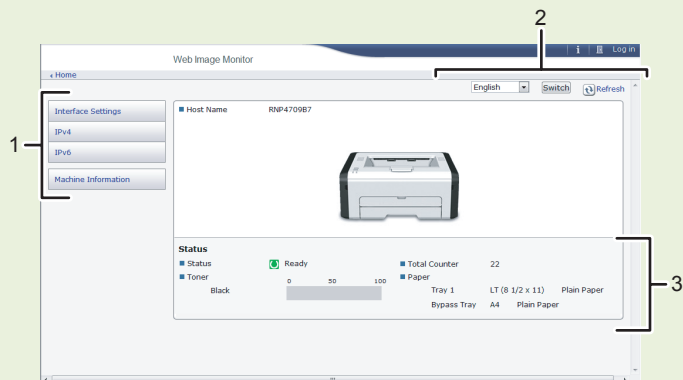 2
Web Image Monitor
i Log in
Home
English Switch Refresh
1
Interface Settings
IPv4
IPv6
Machine Information
Host Name RNP4709B7
Status
Status Ready
Total Counter 22
Toner
0 50 100
Black
Paper
Tray 1 LT (8 1/2 x 11) Plain Paper
Bypass Tray A4 Plain Paper
3